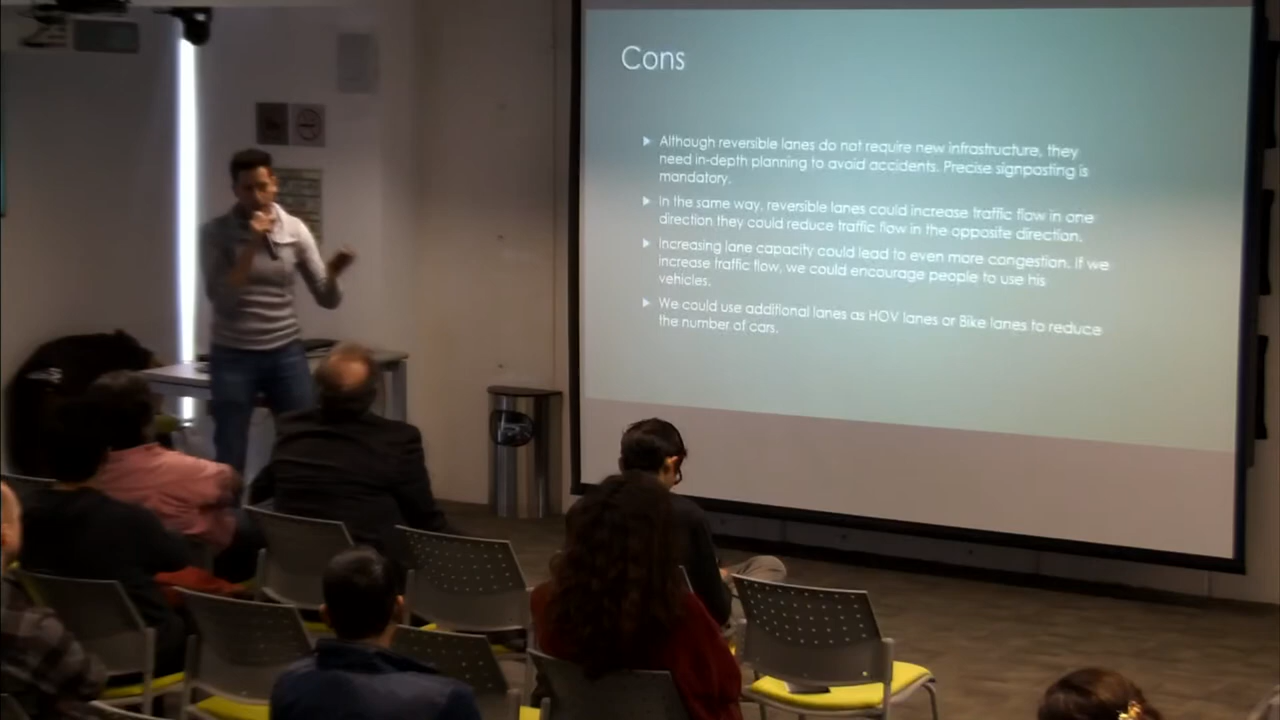 Cons
Although reversible lanes do not require new infrastructure, they
need in-depth planning to avoid accidents. Precise signposting is
mandatory.
In the same way, reversible lanes could increase traffic flow in one
direction they could reduce traffic flow in the opposite direction.
Increasing lane capacity could lead to even more congestion. If we
increase traffic flow, we could encourage people to use his
vehicles.
We could use additional lanes as HOV lanes or Bike lanes to reduce
the number of cars.